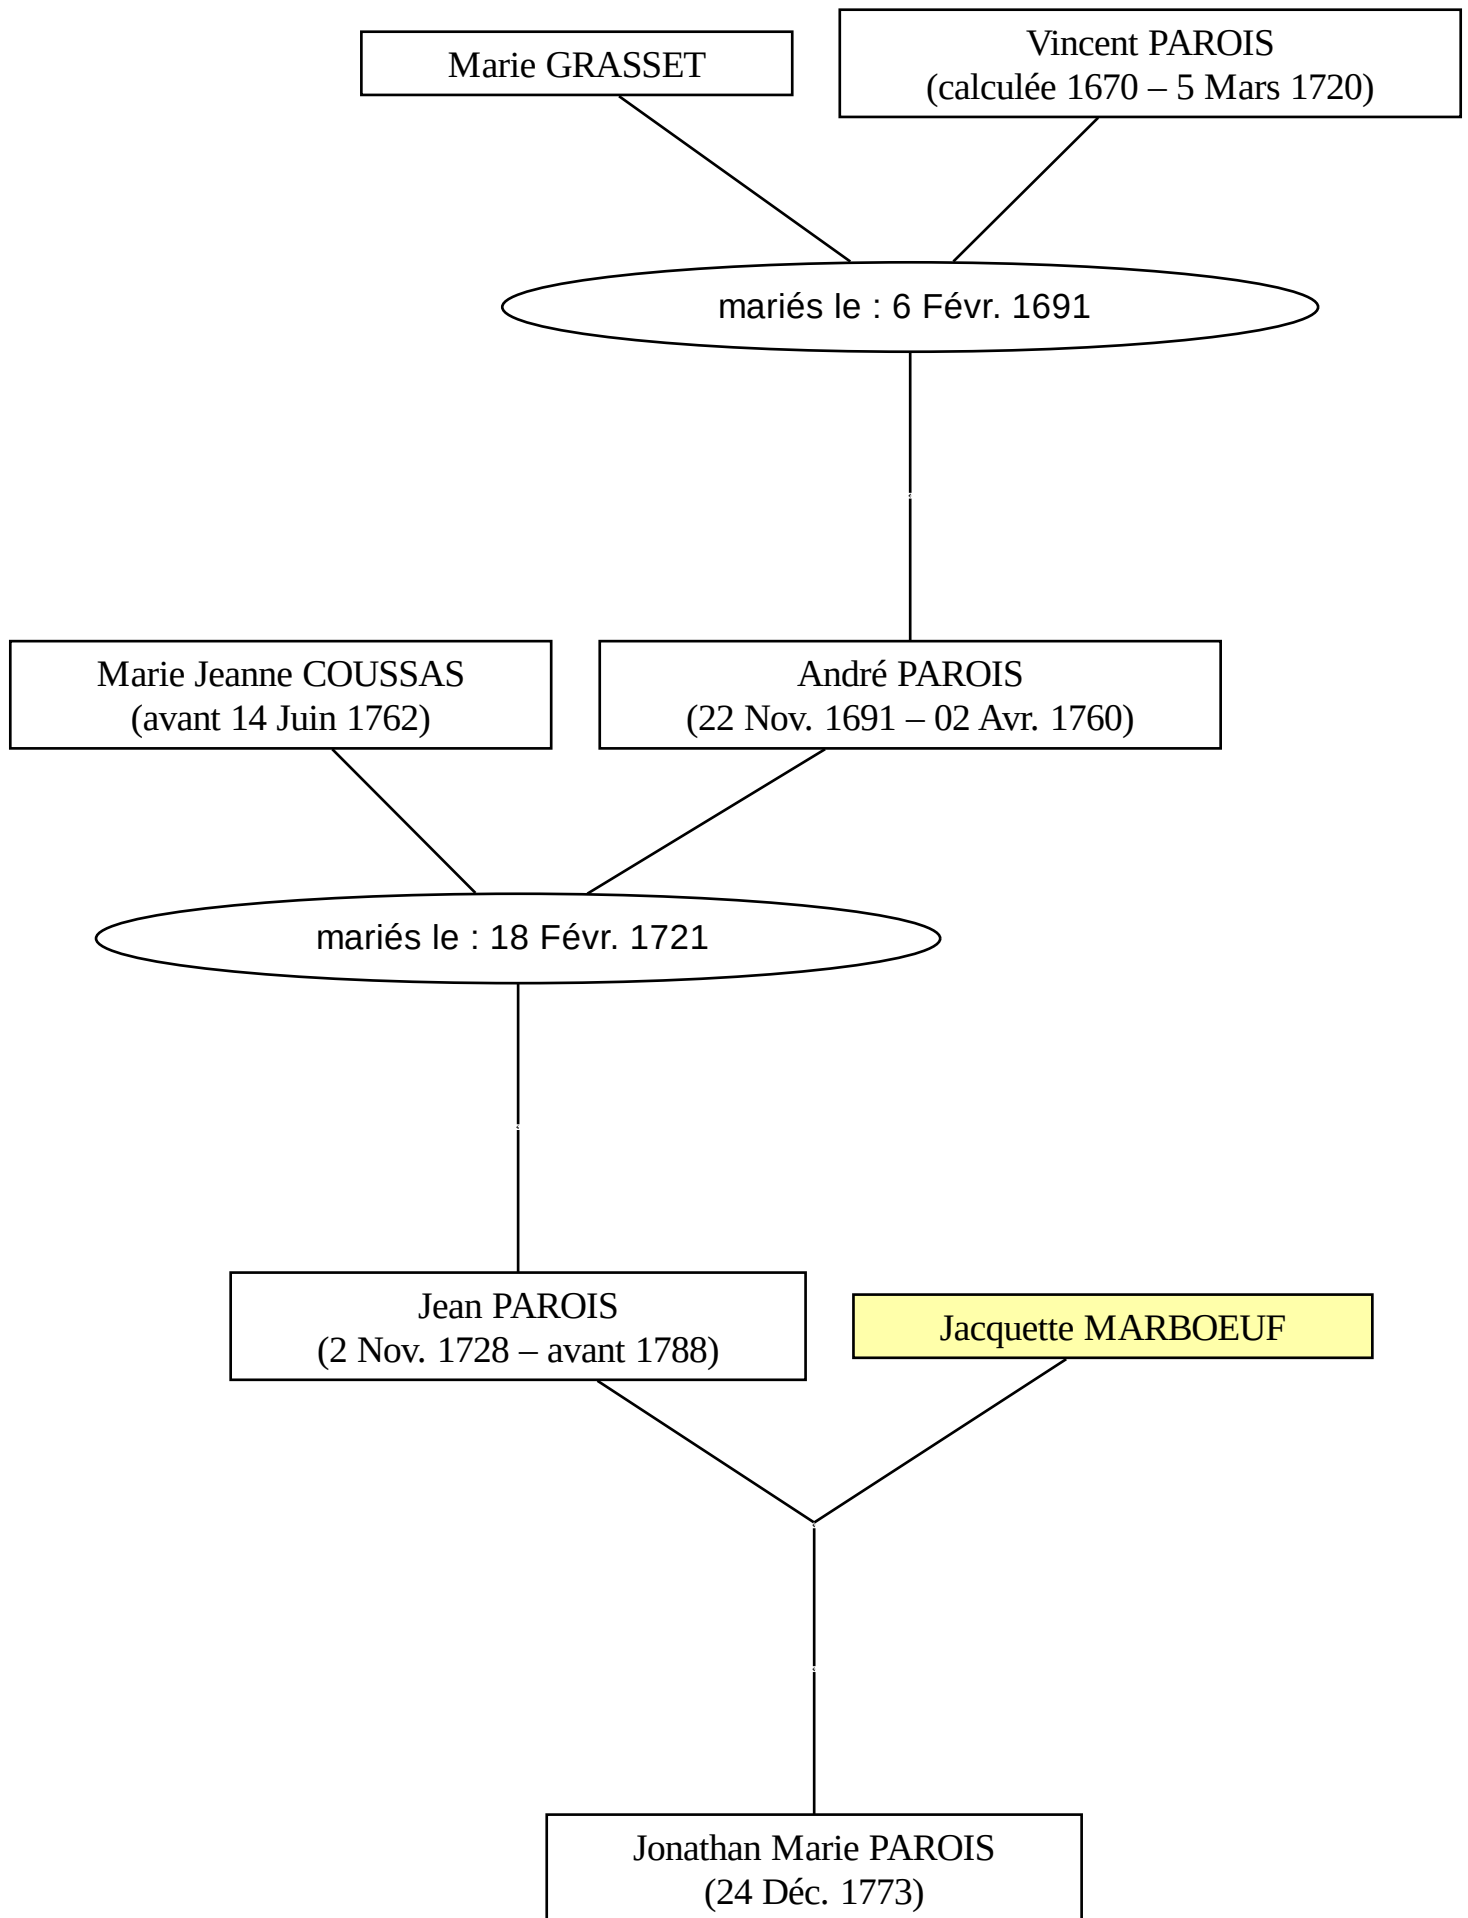 Marie GRASSET
Vincent PAROIS
(calculée 1670 – 5 Mars 1720)
mariés le : 6 Févr. 1691
Marie Jeanne COUSSAS
(avant 14 Juin 1762)
André PAROIS
(22 Nov. 1691 – 02 Avr. 1760)
mariés le : 18 Févr. 1721
Jean PAROIS
(2 Nov. 1728 – avant 1788)
Jacquette MARBOEUF
Jonathan Marie PAROIS
(24 Déc. 1773)